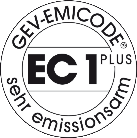 GEV-EMICODE®
EC 1 PLUS
sehr emissionsarm